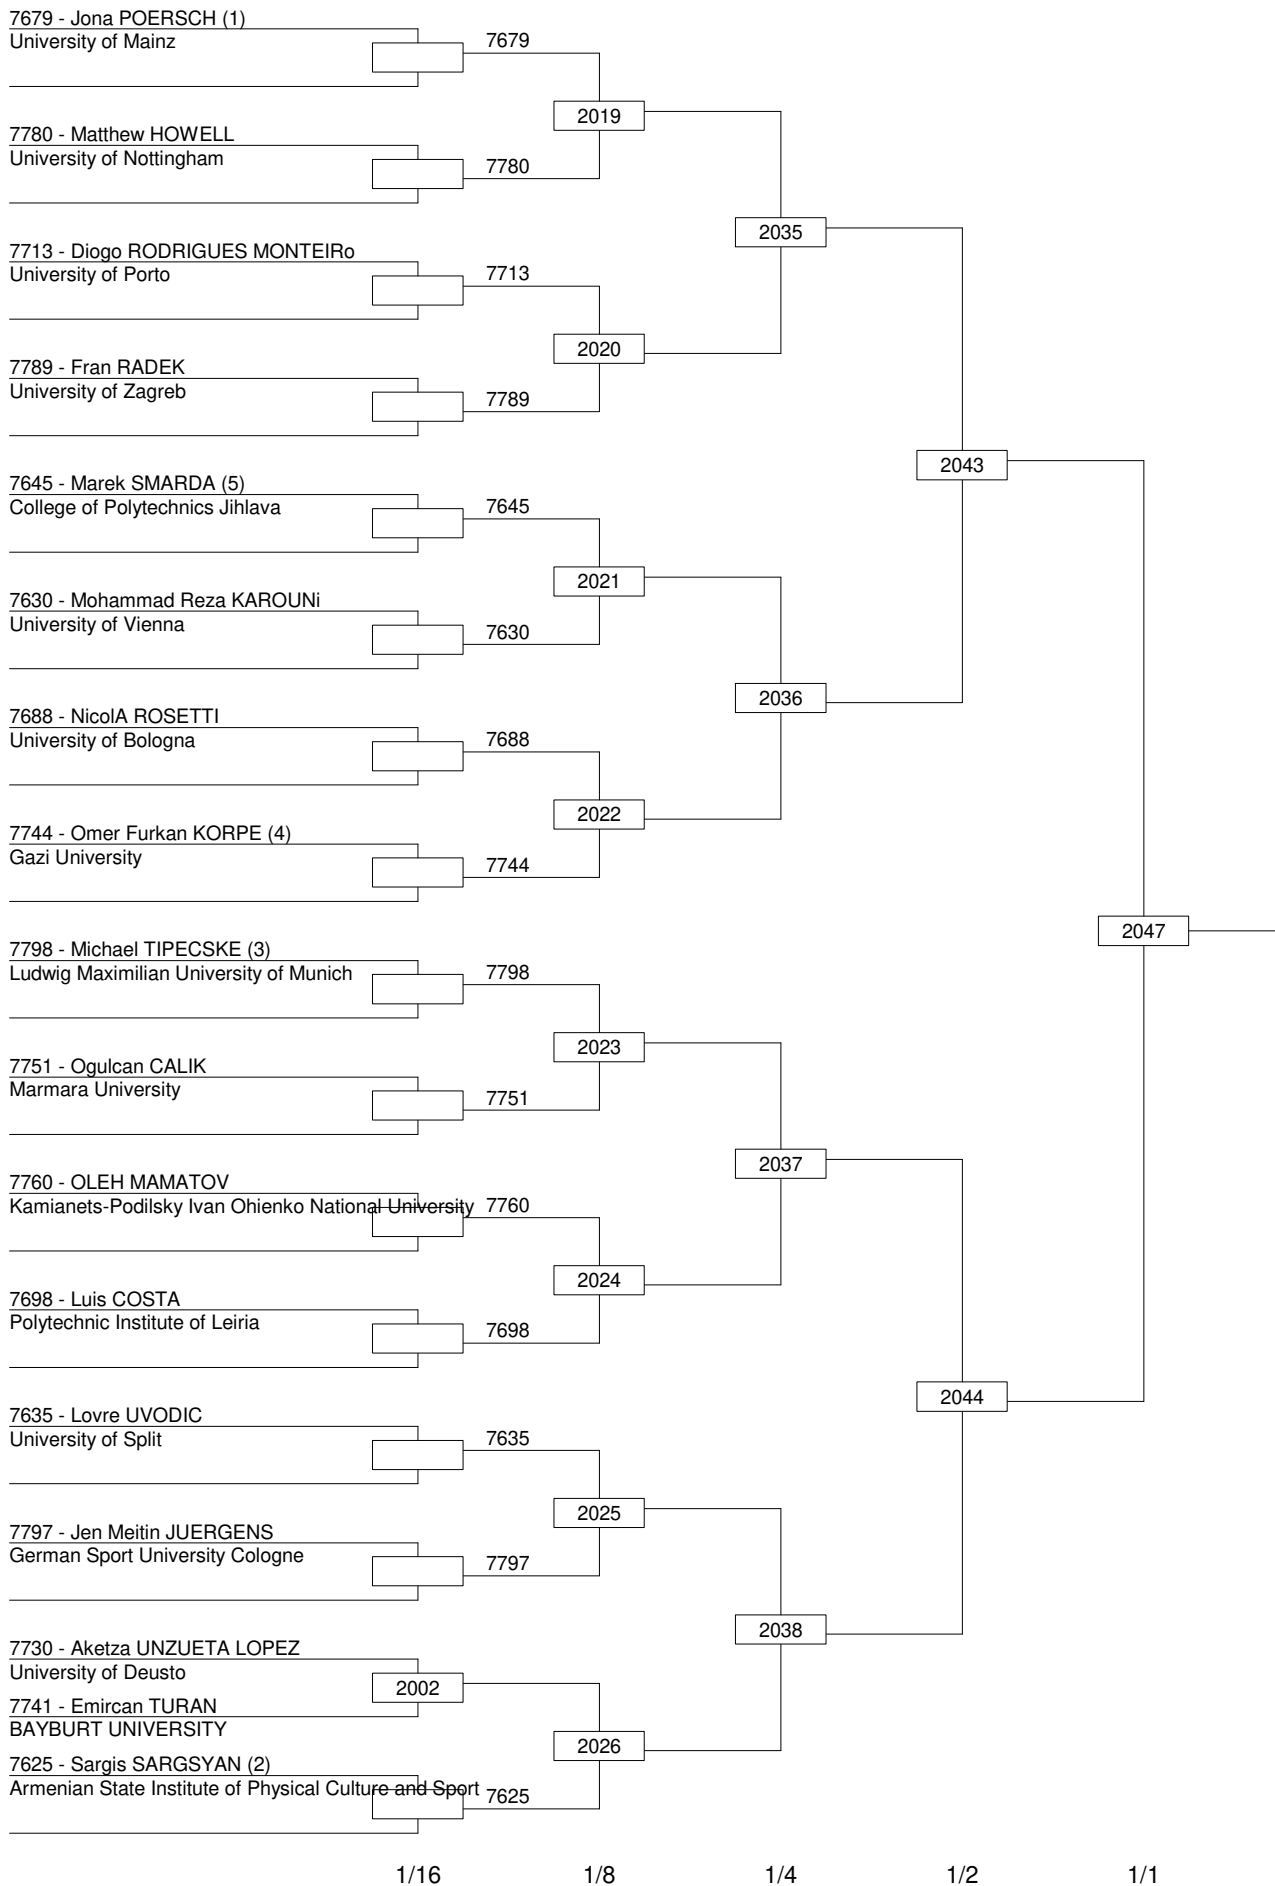 7679 - Jona POERSCH (1)
University of Mainz
7679
2019
7780 - Matthew HOWELL
University of Nottingham
7780
2035
7713 - Diogo RODRIGUES MONTEIRo
University of Porto
7713
2020
7789 - Fran RADEK
University of Zagreb
7789
2043
7645 - Marek SMARDA (5)
College of Polytechnics Jihlava
7645
2021
7630 - Mohammad Reza KAROUNi
University of Vienna
7630
2036
7688 - NicolA ROSETTI
University of Bologna
7688
2022
7744 - Omer Furkan KORPE (4)
Gazi University
7744
2047
7798 - Michael TIPECSKE (3)
Ludwig Maximilian University of Munich
7798
2023
7751 - Ogulcan CALIK
Marmara University
7751
2037
7760 - OLEH MAMATOV
Kamianets-Podilsky Ivan Ohienko National University
7760
2024
7698 - Luis COSTA
Polytechnic Institute of Leiria
7698
2044
7635 - Lovre UVODIC
University of Split
7635
2025
7797 - Jen Meitin JUERGENS
German Sport University Cologne
7797
2038
7730 - Aketza UNZUETA LOPEZ
University of Deusto
2002
7741 - Emircan TURAN
BAYBURT UNIVERSITY
2026
7625 - Sargis SARGSYAN (2)
Armenian State Institute of Physical Culture and Sport
7625
1/16 1/8 1/4 1/2 1/1